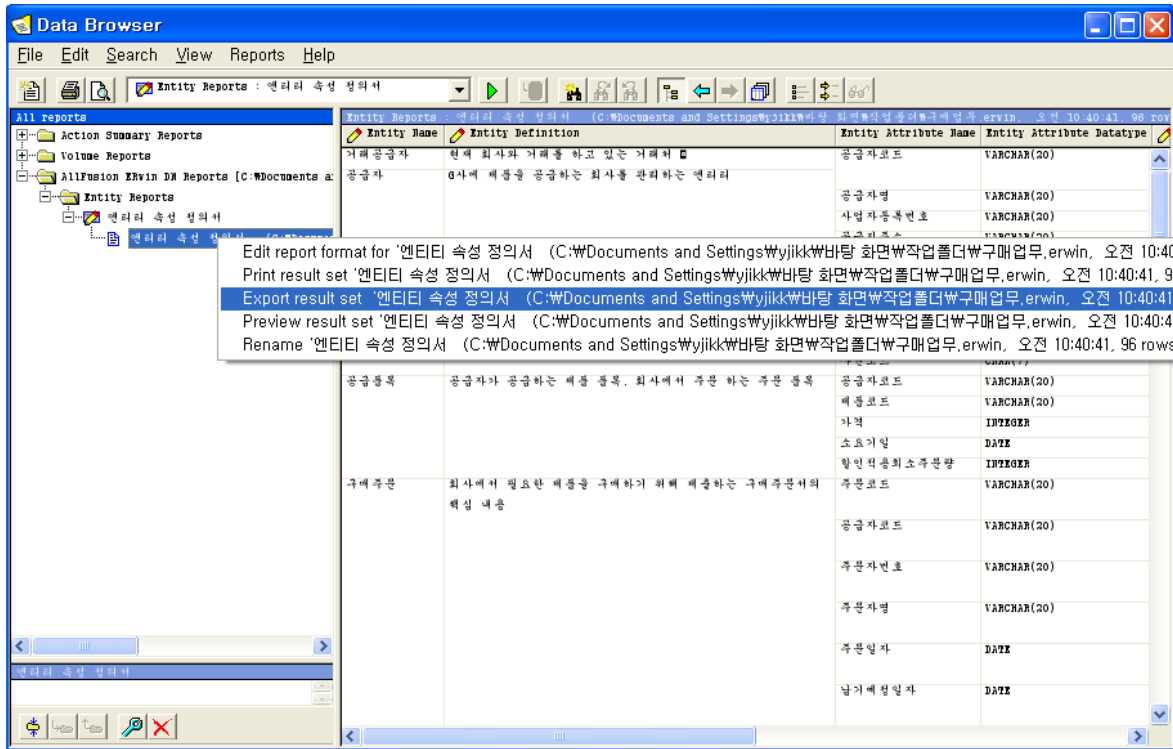 Data Browser
File Edit Search View Reports Help
Entity Reports : 엔티티 속성 정의서
All reports
Action Summary Reports
Volume Reports
AllFusion ERwin DM Reports [C:₩Documents a
Entity Reports
엔티티 속성 정의서
엔티티 속성 정의서 (C:₩Documen
Entity Reports : 엔티티 속성 정의서 (C:₩Documents and Settings₩yjikk₩바탕 화면₩작업폴더₩구매업무.erwin, 오전 10:40:41, 96 row
Entity Name Entity Definition Entity Attribute Name Entity Attribute Datatype
거래공급자 현재 회사와 거래를 하고 있는 거래처 공급자코드 VARCHAR(20)
공급자 G사에 제품을 공급하는 회사를 관리하는 엔티티
공급자명 VARCHAR(20)
사업자등록번호 VARCHAR(20)
Edit report format for '엔티티 속성 정의서 (C:₩Documents and Settings₩yjikk₩바탕 화면₩작업폴더₩구매업무.erwin, 오전 10:40
Print result set '엔티티 속성 정의서 (C:₩Documents and Settings₩yjikk₩바탕 화면₩작업폴더₩구매업무.erwin, 오전 10:40:41, 9
Export result set '엔티티 속성 정의서 (C:₩Documents and Settings₩yjikk₩바탕 화면₩작업폴더₩구매업무.erwin, 오전 10:40:41
Preview result set '엔티티 속성 정의서 (C:₩Documents and Settings₩yjikk₩바탕 화면₩작업폴더₩구매업무.erwin, 오전 10:40:4
Rename '엔티티 속성 정의서 (C:₩Documents and Settings₩yjikk₩바탕 화면₩작업폴더₩구매업무.erwin, 오전 10:40:41, 96 rows
공급품목 공급자가 공급하는 제품 품목. 회사에서 주문 하는 주문 품목 공급자코드 VARCHAR(20)
제품코드 VARCHAR(20)
가격 INTEGER
소요기일 DATE
할인적용최소주문량 INTEGER
구매주문 회사에서 필요한 제품을 구매하기 위해 제출하는 구매주문서의 주문코드 VARCHAR(20)
핵심 내용
공급자코드 VARCHAR(20)
주문자번호 VARCHAR(20)
주문자명 VARCHAR(20)
주문일자 DATE
납기예정일자 DATE
엔티티 속성 정의서